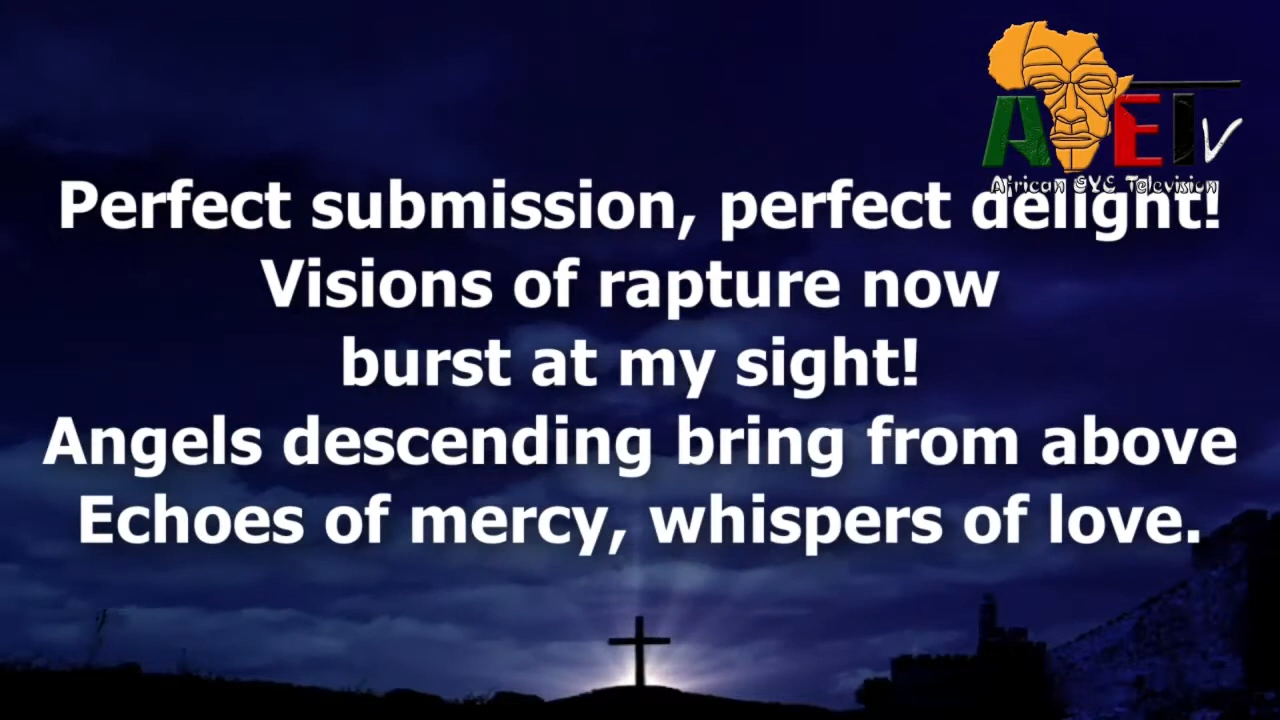 A E Tv
African EYE Television
Perfect submission, perfect delight!
Visions of rapture now
burst at my sight!
Angels descending bring from above
Echoes of mercy, whispers of love.